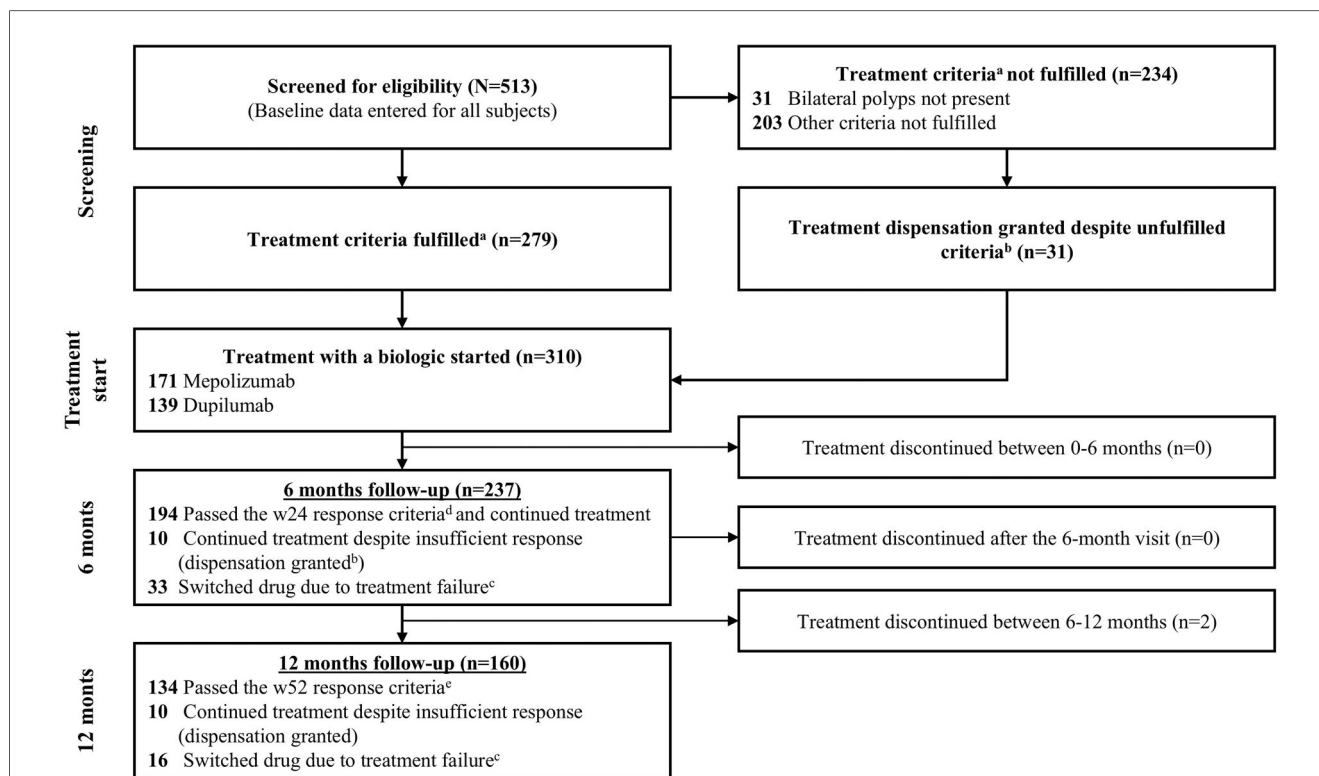 Screening
Screened for eligibility (N=513)
(Baseline data entered for all subjects)
Treatment criteriaᵃ not fulfilled (n=234)
31 Bilateral polyps not present
203 Other criteria not fulfilled
Treatment criteria fulfilledᵃ (n=279)
Treatment dispensation granted despite unfulfilled
criteriaᵇ (n=31)
Treatment
start
Treatment with a biologic started (n=310)
171 Mepolizumab
139 Dupilumab
Treatment discontinued between 0-6 months (n=0)
6 monts
6 months follow-up (n=237)
194 Passed the w24 response criteriaᵈ and continued treatment
10 Continued treatment despite insufficient response
(dispensation grantedᵇ)
33 Switched drug due to treatment failureᶜ
Treatment discontinued after the 6-month visit (n=0)
Treatment discontinued between 6-12 months (n=2)
12 monts
12 months follow-up (n=160)
134 Passed the w52 response criteriaᵉ
10 Continued treatment despite insufficient response
(dispensation granted)
16 Switched drug due to treatment failureᶜ